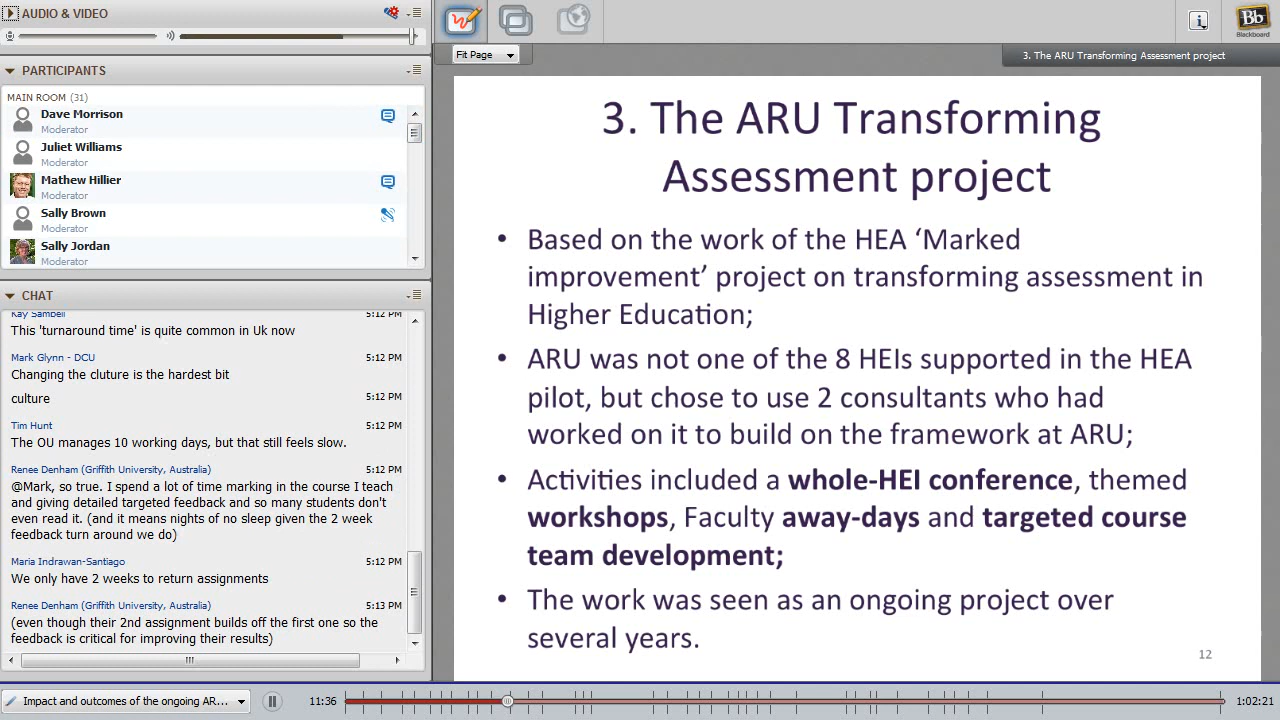 AUDIO & VIDEO
PARTICIPANTS
MAIN ROOM (31)
Dave Morrison
Moderator
Juliet Williams
Moderator
Mathew Hillier
Moderator
Sally Brown
Moderator
Sally Jordan
Moderator
CHAT
Kay Sambell 5:12 PM
This 'turnaround time' is quite common in Uk now
Mark Glynn - DCU 5:12 PM
Changing the cluture is the hardest bit
culture 5:12 PM
Tim Hunt 5:12 PM
The OU manages 10 working days, but that still feels slow.
Renee Denham (Griffith University, Australia) 5:12 PM
@Mark, so true. I spend a lot of time marking in the course I teach
and giving detailed targeted feedback and so many students don't
even read it. (and it means nights of no sleep given the 2 week
feedback turn around we do)
Maria Indrawan-Santiago 5:12 PM
We only have 2 weeks to return assignments
Renee Denham (Griffith University, Australia) 5:13 PM
(even though their 2nd assignment builds off the first one so the
feedback is critical for improving their results)
Fit Page
Bb
Blackboard
3. The ARU Transforming Assessment project
3. The ARU Transforming
Assessment project
• Based on the work of the HEA ‘Marked
improvement’ project on transforming assessment in
Higher Education;
• ARU was not one of the 8 HEIs supported in the HEA
pilot, but chose to use 2 consultants who had
worked on it to build on the framework at ARU;
• Activities included a whole-HEI conference, themed
workshops, Faculty away-days and targeted course
team development;
• The work was seen as an ongoing project over
several years.
12
Impact and outcomes of the ongoing AR...
11:36
1:02:21